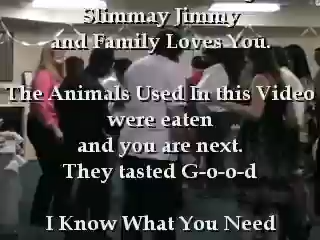 Slimmay Jimmy
and Family Loves You.
The Animals Used In this Video
were eaten
and you are next.
They tasted G-o-o-d
I Know What You Need